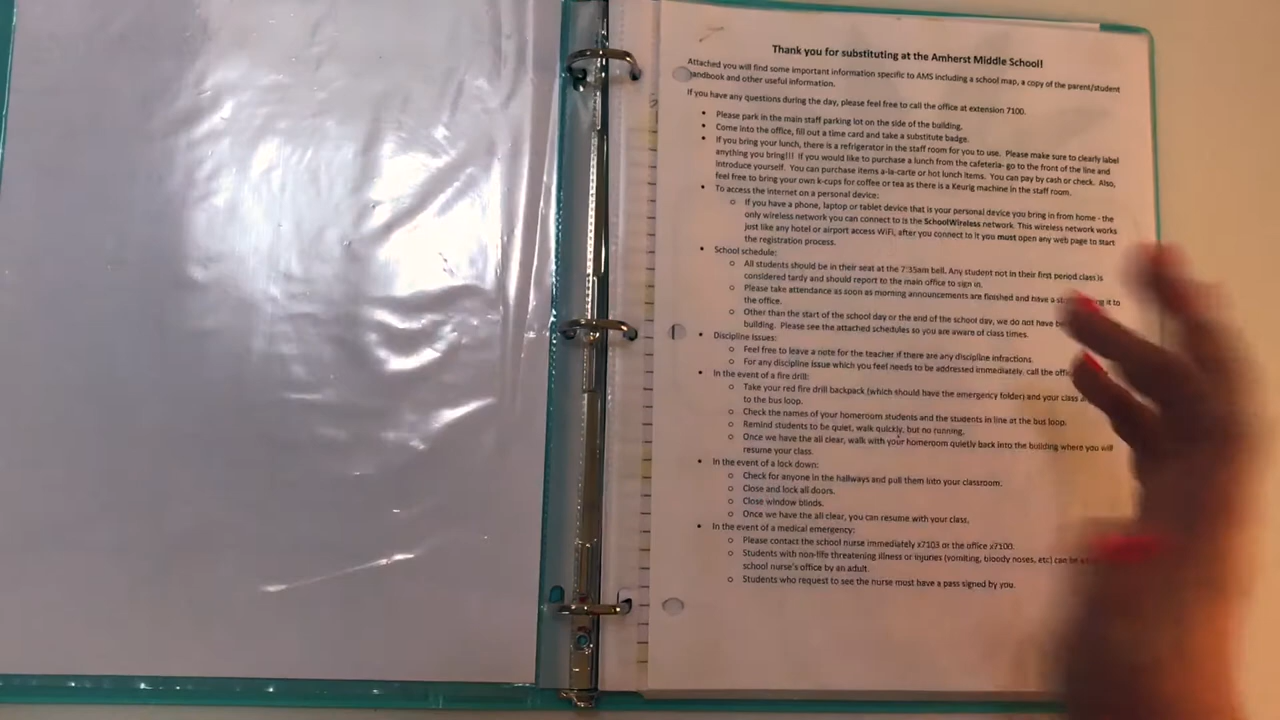 Thank you for substituting at the Amherst Middle School!
Attached you will find some important information specific to AMS including a school map, a copy of the parent/student
handbook and other useful information.
If you have any questions during the day, please feel free to call the office at extension 7100.
• Please park in the main staff parking lot on the side of the building.
• Come into the office, fill out a time card and take a substitute badge.
• If you bring your lunch, there is a refrigerator in the staff room for you to use. Please make sure to clearly label
anything you bring!!! If you would like to purchase a lunch from the cafeteria- go to the front of the line and
introduce yourself. You can purchase items a-la-carte or hot lunch items. You can pay by cash or check. Also,
feel free to bring your own k-cups for coffee or tea as there is a Keurig machine in the staff room.
• To access the internet on a personal device:
o If you have a phone, laptop or tablet device that is your personal device you bring in from home - the
only wireless network you can connect to is the SchoolWireless network. This wireless network works
just like any hotel or airport access WiFi, after you connect to it you must open any web page to start
the registration process.
• School schedule:
o All students should be in their seat at the 7:35am bell. Any student not in their first period class is
considered tardy and should report to the main office to sign in.
o Please take attendance as soon as morning announcements are finished and have a it to
the office.
o Other than the start of the school day or the end of the school day, we do not have
building. Please see the attached schedules so you are aware of class times.
• Discipline issues:
o Feel free to leave a note for the teacher if there are any discipline infractions.
o For any discipline issue which you feel needs to be addressed immediately, call the
• In the event of a fire drill:
o Take your red fire drill backpack (which should have the emergency folder) and your class
to the bus loop.
o Check the names of your homeroom students and the students in line at the bus loop.
o Remind students to be quiet, walk quickly, but no running.
o Once we have the all clear, walk with your homeroom quietly back into the building where you will
resume your class.
• In the event of a lock down:
o Check for anyone in the hallways and pull them into your classroom.
o Close and lock all doors.
o Close window blinds.
o Once we have the all clear, you can resume with your class.
• In the event of a medical emergency:
o Please contact the school nurse immediately x7103 or the office x7100.
o Students with non-life threatening illness or injuries (vomiting, bloody noses, etc) can be
school nurse's office by an adult.
o Students who request to see the nurse must have a pass signed by you.